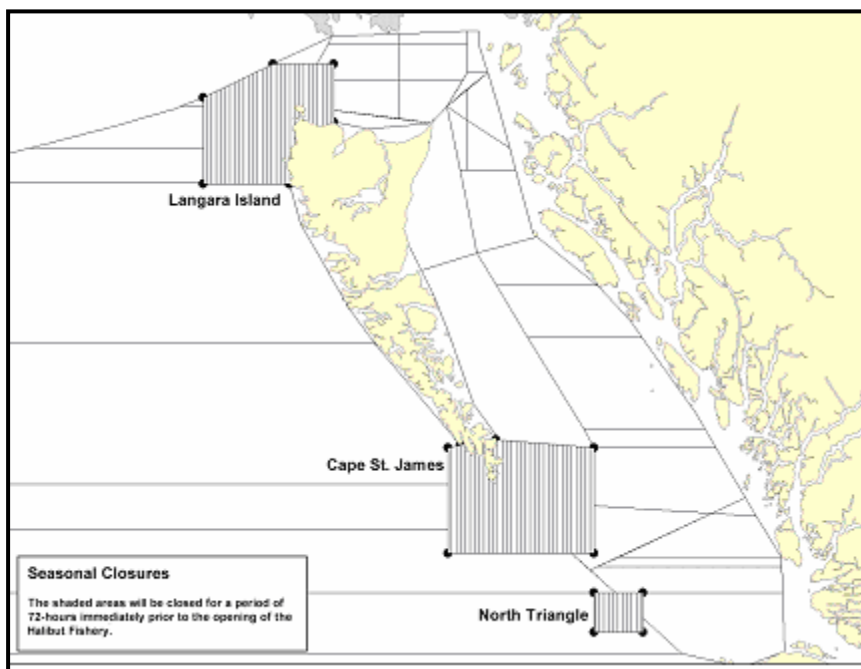 Langara Island
Cape St. James
Seasonal Closures
The shaded areas will be closed for a period of
72-hours immediately prior to the opening of the
Halibut Fishery.
North Triangle